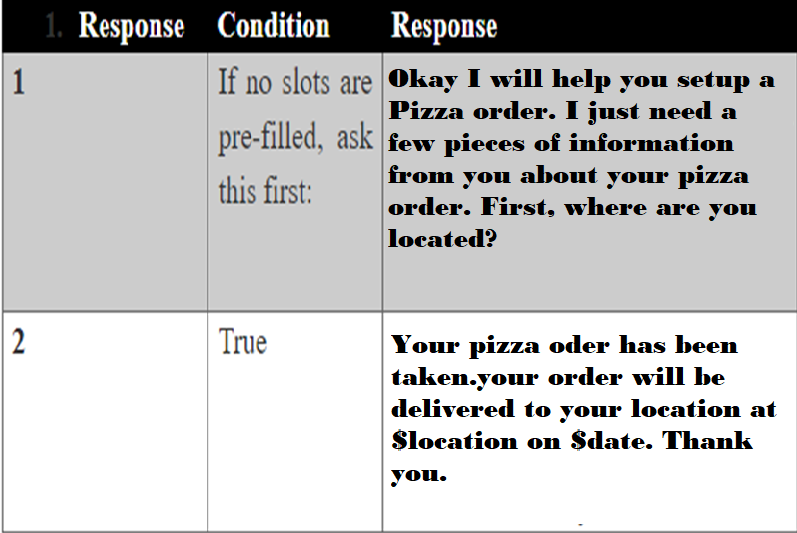 1. Response Condition Response
1
If no slots are
pre-filled, ask
this first:
Okay I will help you setup a
Pizza order. I just need a
few pieces of information
from you about your pizza
order. First, where are you
located?
2
True
Your pizza oder has been
taken.your order will be
delivered to your location at
$location on $date. Thank
you.